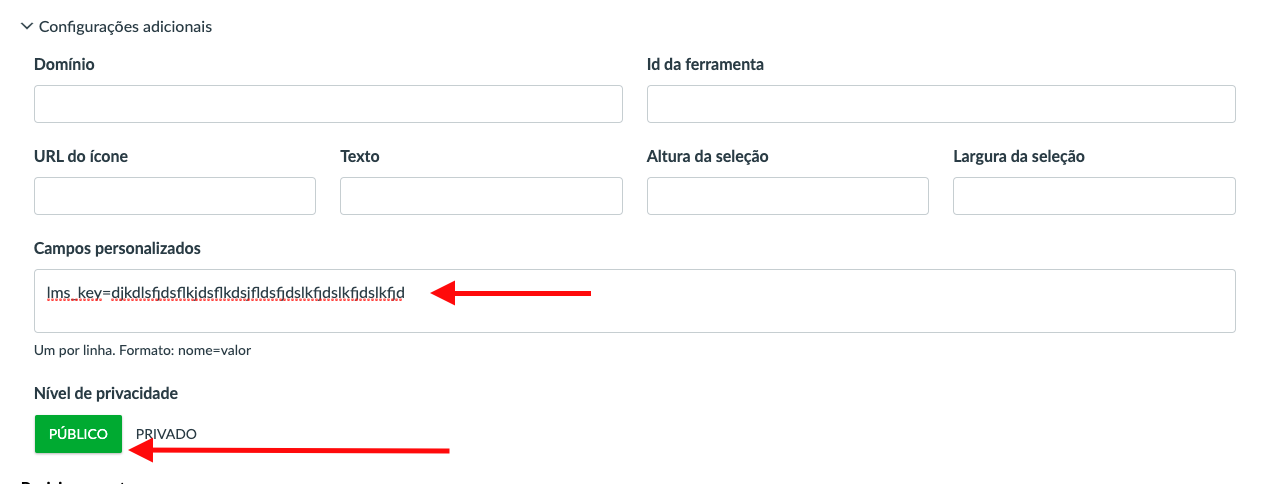 Configurações adicionais
Domínio Id da ferramenta
URL do ícone Texto Altura da seleção Largura da seleção
Campos personalizados
lms_key=djkdlsfjdsflkjdsflkdsjfldsfjdslkfjdslkfjdslkfjd
Um por linha. Formato: nome=valor
Nível de privacidade
PÚBLICO PRIVADO